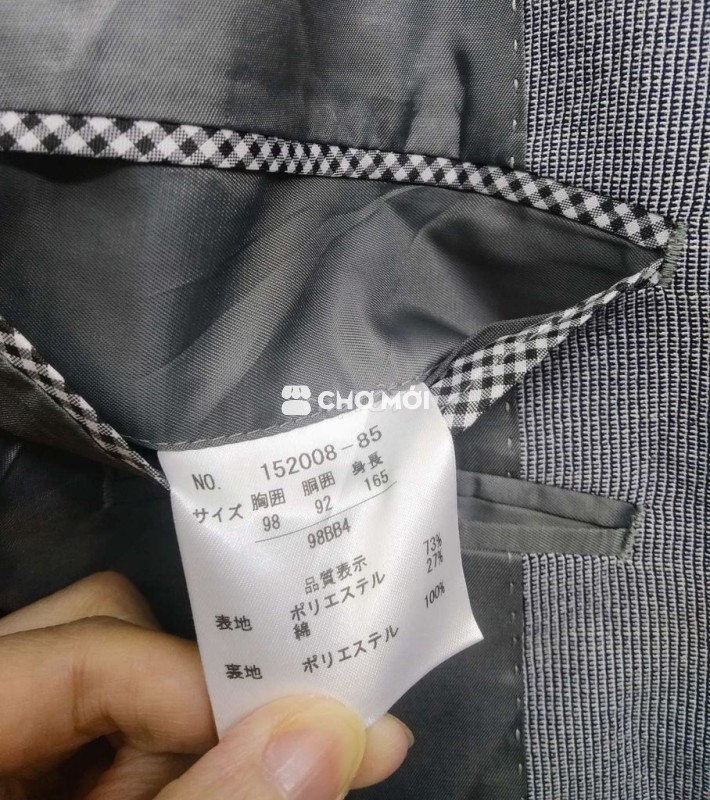 CHỢ MỚI
NO. 152008-85
サイズ 胸囲 胴囲 身長
98 92 165
98BB4
品質表示
表地 ポリエステル 73%
綿 27%
裏地 ポリエステル 100%